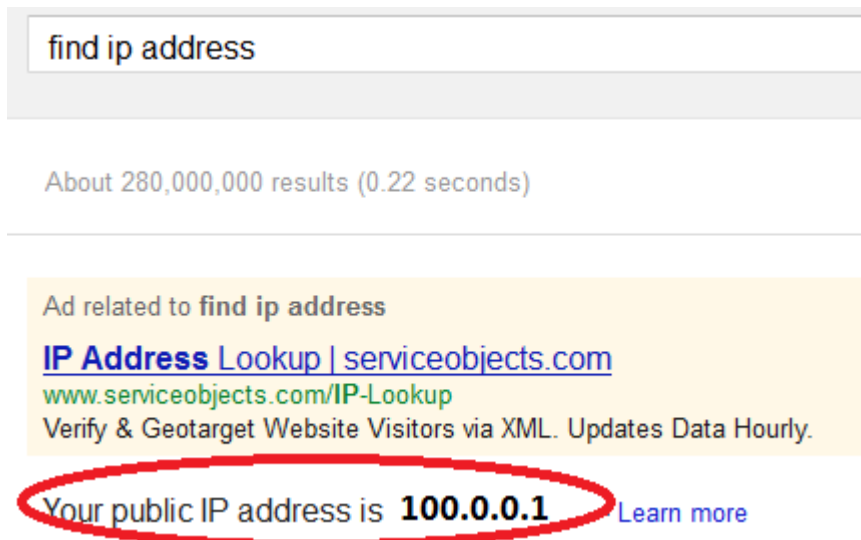 find ip address
About 280,000,000 results (0.22 seconds)
Ad related to find ip address
IP Address Lookup | serviceobjects.com
www.serviceobjects.com/IP-Lookup
Verify & Geotarget Website Visitors via XML. Updates Data Hourly.
Your public IP address is 100.0.0.1 Learn more